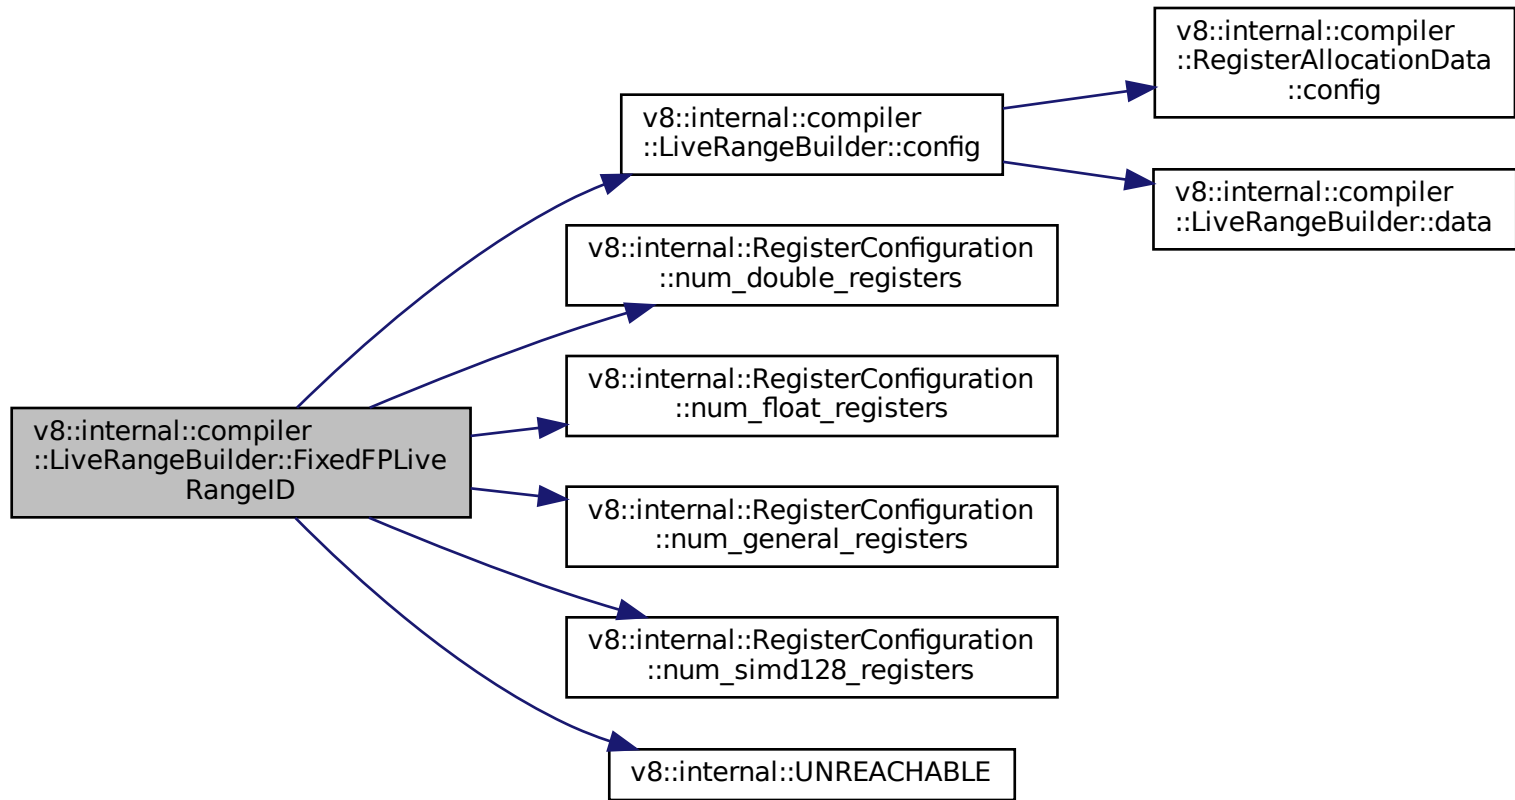 v8::internal::compiler
::LiveRangeBuilder::FixedFPLive
RangeID
v8::internal::compiler
::LiveRangeBuilder::config
v8::internal::compiler
::RegisterAllocationData
::config
v8::internal::compiler
::LiveRangeBuilder::data
v8::internal::RegisterConfiguration
::num_double_registers
v8::internal::RegisterConfiguration
::num_float_registers
v8::internal::RegisterConfiguration
::num_general_registers
v8::internal::RegisterConfiguration
::num_simd128_registers
v8::internal::UNREACHABLE